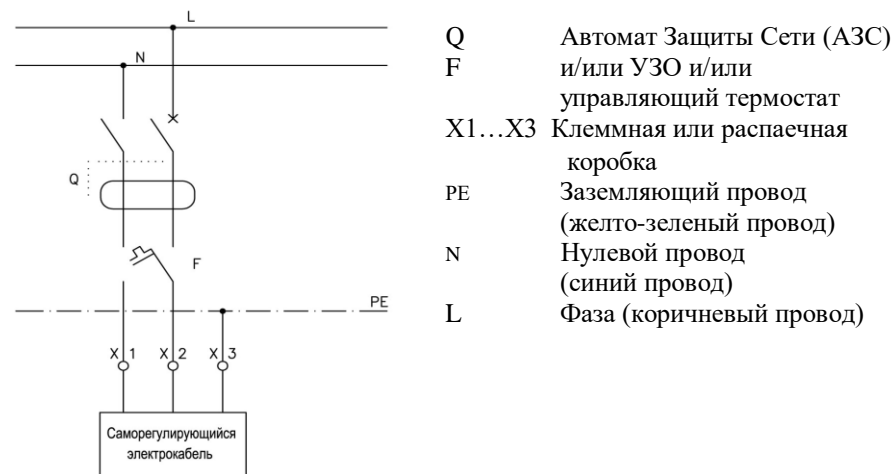 L
N
Q
F
PE
X 1 X 2 X 3
Саморегулирующийся
электрокабель
Q Автомат Защиты Сети (АЗС)
F и/или УЗО и/или
управляющий термостат
X1…X3 Клеммная или распаечная
коробка
PE Заземляющий провод
(желто-зеленый провод)
N Нулевой провод
(синий провод)
L Фаза (коричневый провод)